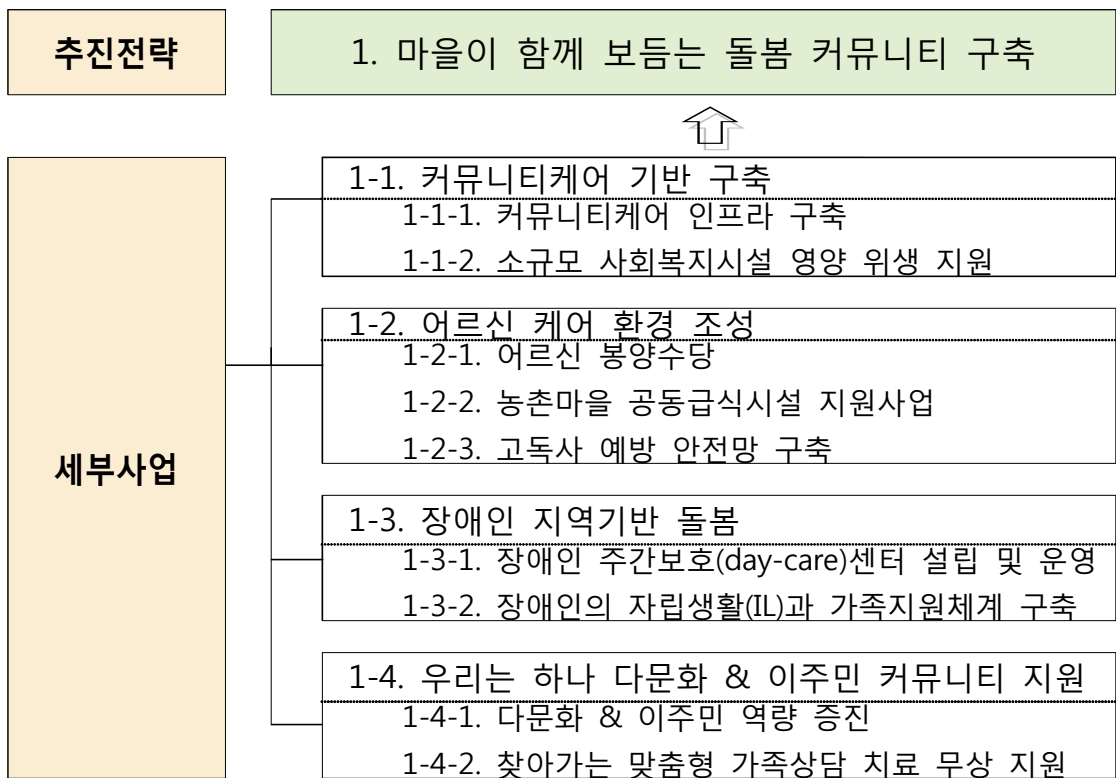 추진전략
1. 마을이 함께 보듬는 돌봄 커뮤니티 구축
세부사업
1-1. 커뮤니티케어 기반 구축
1-1-1. 커뮤니티케어 인프라 구축
1-1-2. 소규모 사회복지시설 영양 위생 지원
1-2. 어르신 케어 환경 조성
1-2-1. 어르신 봉양수당
1-2-2. 농촌마을 공동급식시설 지원사업
1-2-3. 고독사 예방 안전망 구축
1-3. 장애인 지역기반 돌봄
1-3-1. 장애인 주간보호(day-care)센터 설립 및 운영
1-3-2. 장애인의 자립생활(IL)과 가족지원체계 구축
1-4. 우리는 하나 다문화 & 이주민 커뮤니티 지원
1-4-1. 다문화 & 이주민 역량 증진
1-4-2. 찾아가는 맞춤형 가족상담 치료 무상 지원